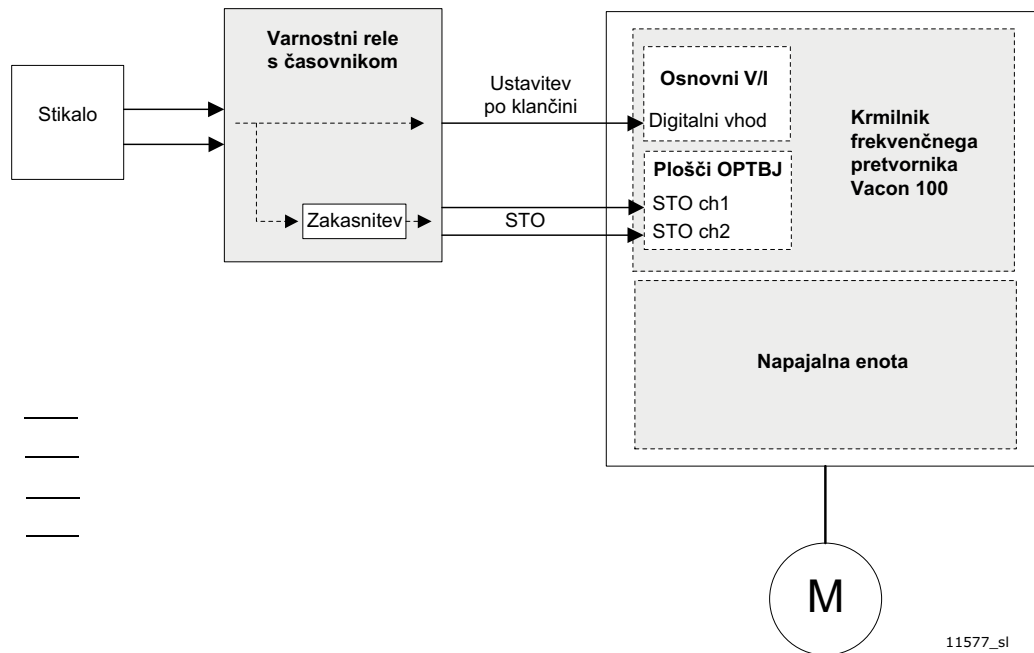 Stikalo
Varnostni rele
s časovnikom
Zakasnitev
Ustavitev
po klančini
STO
Osnovni V/I
Digitalni vhod
Plošči OPTBJ
STO ch1
STO ch2
Krmilnik
frekvenčnega
pretvornika
Vacon 100
Napajalna enota
M
11577_sl